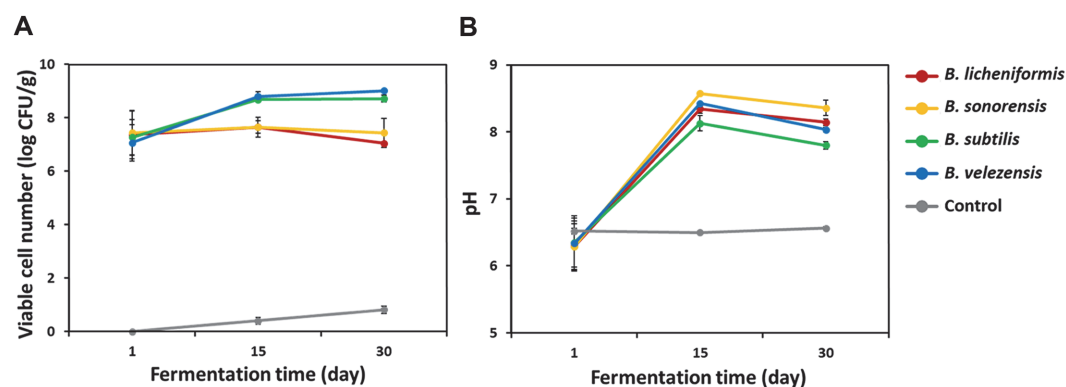 A
Viable cell number (log CFU/g)
10
8
6
4
2
0
1 15 30
Fermentation time (day)
B
pH
9
8
7
6
5
1 15 30
Fermentation time (day)
B. licheniformis
B. sonorensis
B. subtilis
B. velezensis
Control